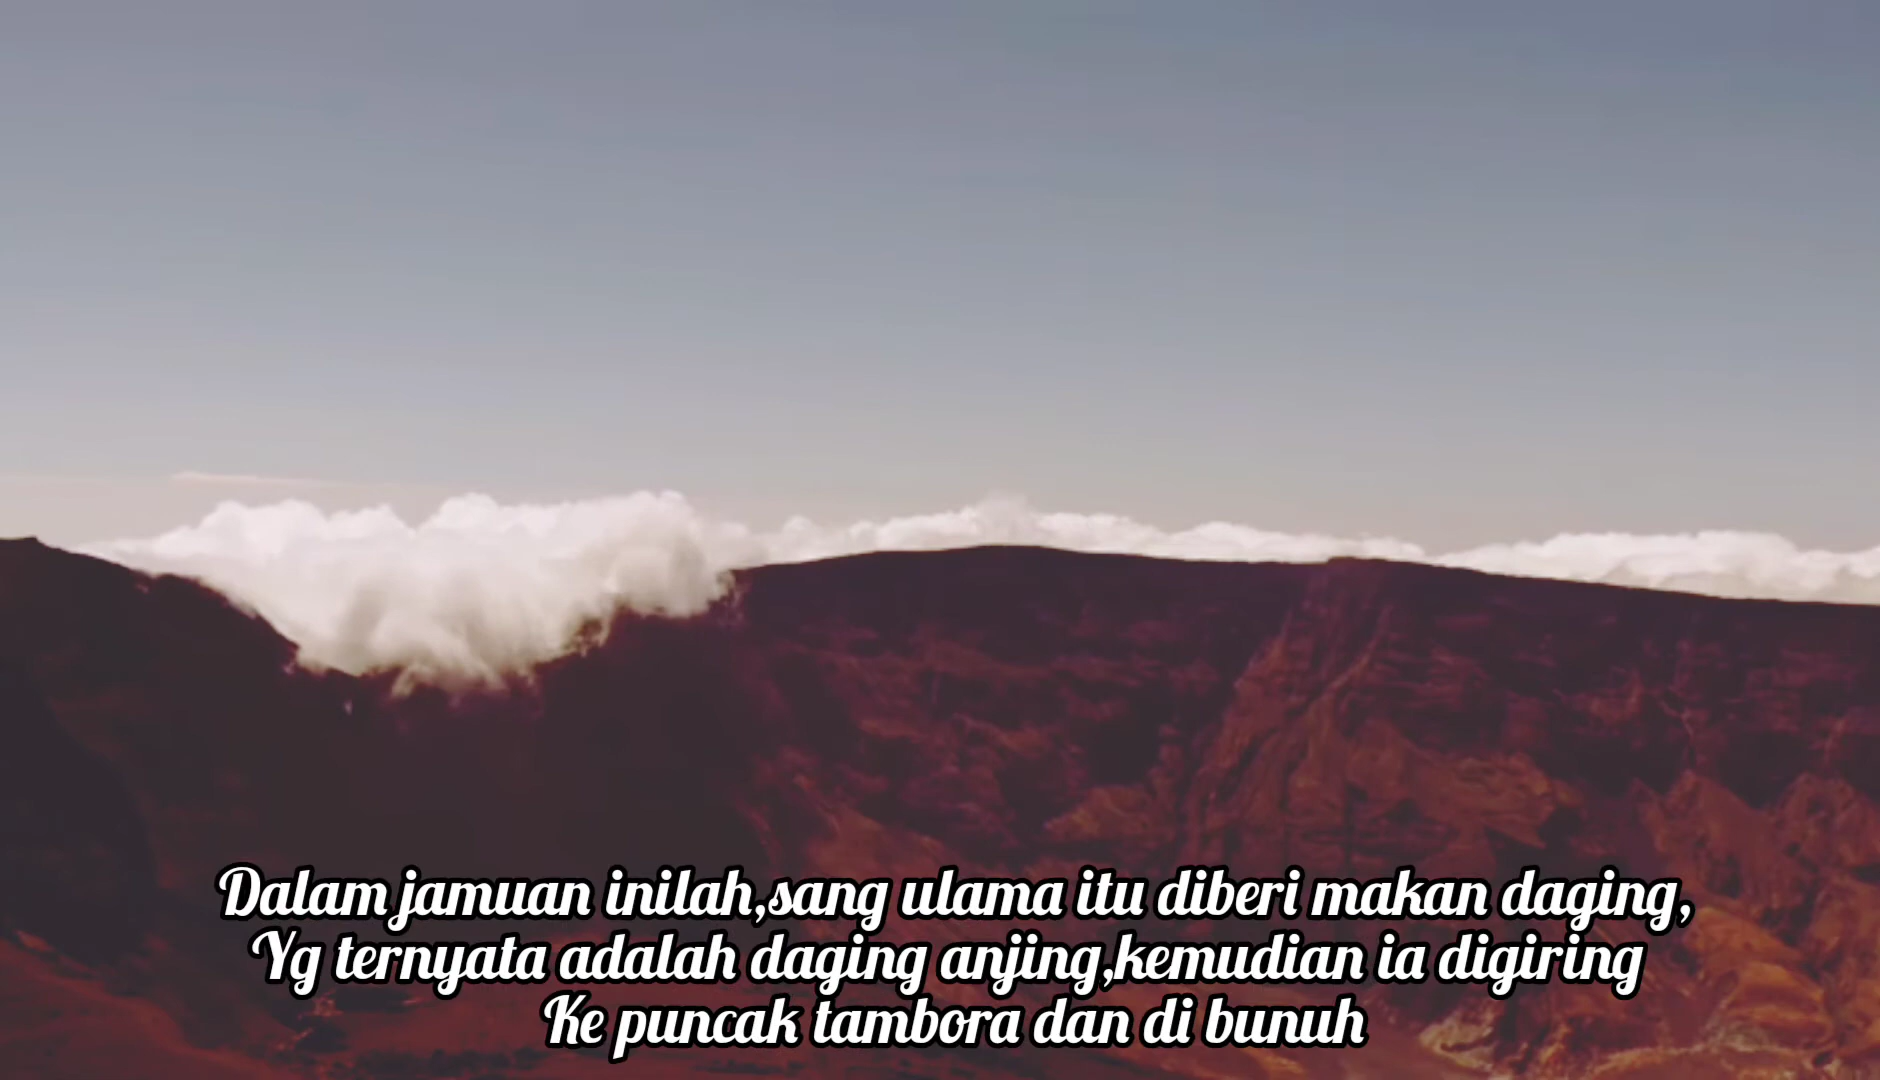 Dalam jamuan inilah,sang ulama itu diberi makan daging,
Yg ternyata adalah daging anjing,kemudian ia digiring
Ke puncak tambora dan di bunuh